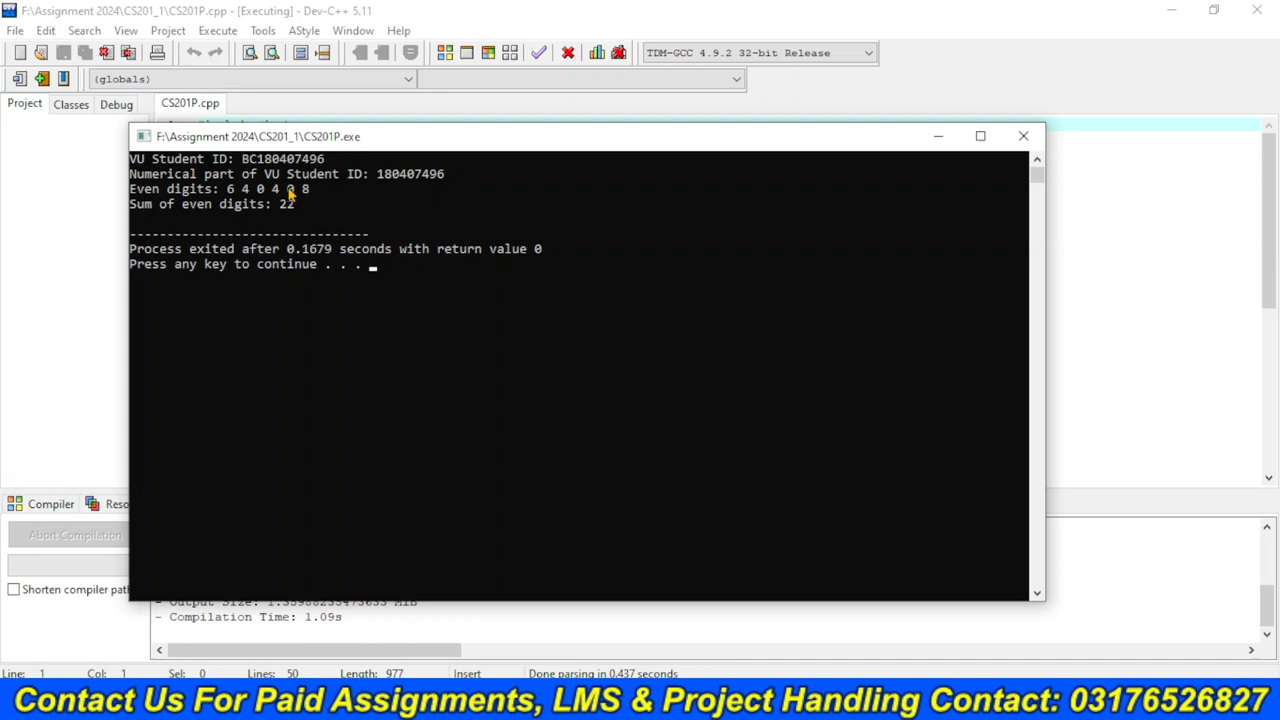 F:\Assignment 2024\CS201_1\CS201P.cpp - [Executing] - Dev-C++ 5.11
File Edit Search View Project Execute Tools AStyle Window Help
TDM-GCC 4.9.2 32-bit Release
(globals)
Project Classes Debug CS201P.cpp
F:\Assignment 2024\CS201_1\CS201P.exe
VU Student ID: BC180407496
Numerical part of VU Student ID: 180407496
Even digits: 6 4 0 4 0 8
Sum of even digits: 22
--------------------------------
Process exited after 0.1679 seconds with return value 0
Press any key to continue . . .
Compiler Reso
Abort Compilation
Shorten compiler path
- Compilation Time: 1.09s
Line: 1 Col: 1 Sel: 0 Lines: 50 Length: 977 Insert Done parsing in 0.437 seconds
Contact Us For Paid Assignments, LMS & Project Handling Contact: 03176526827